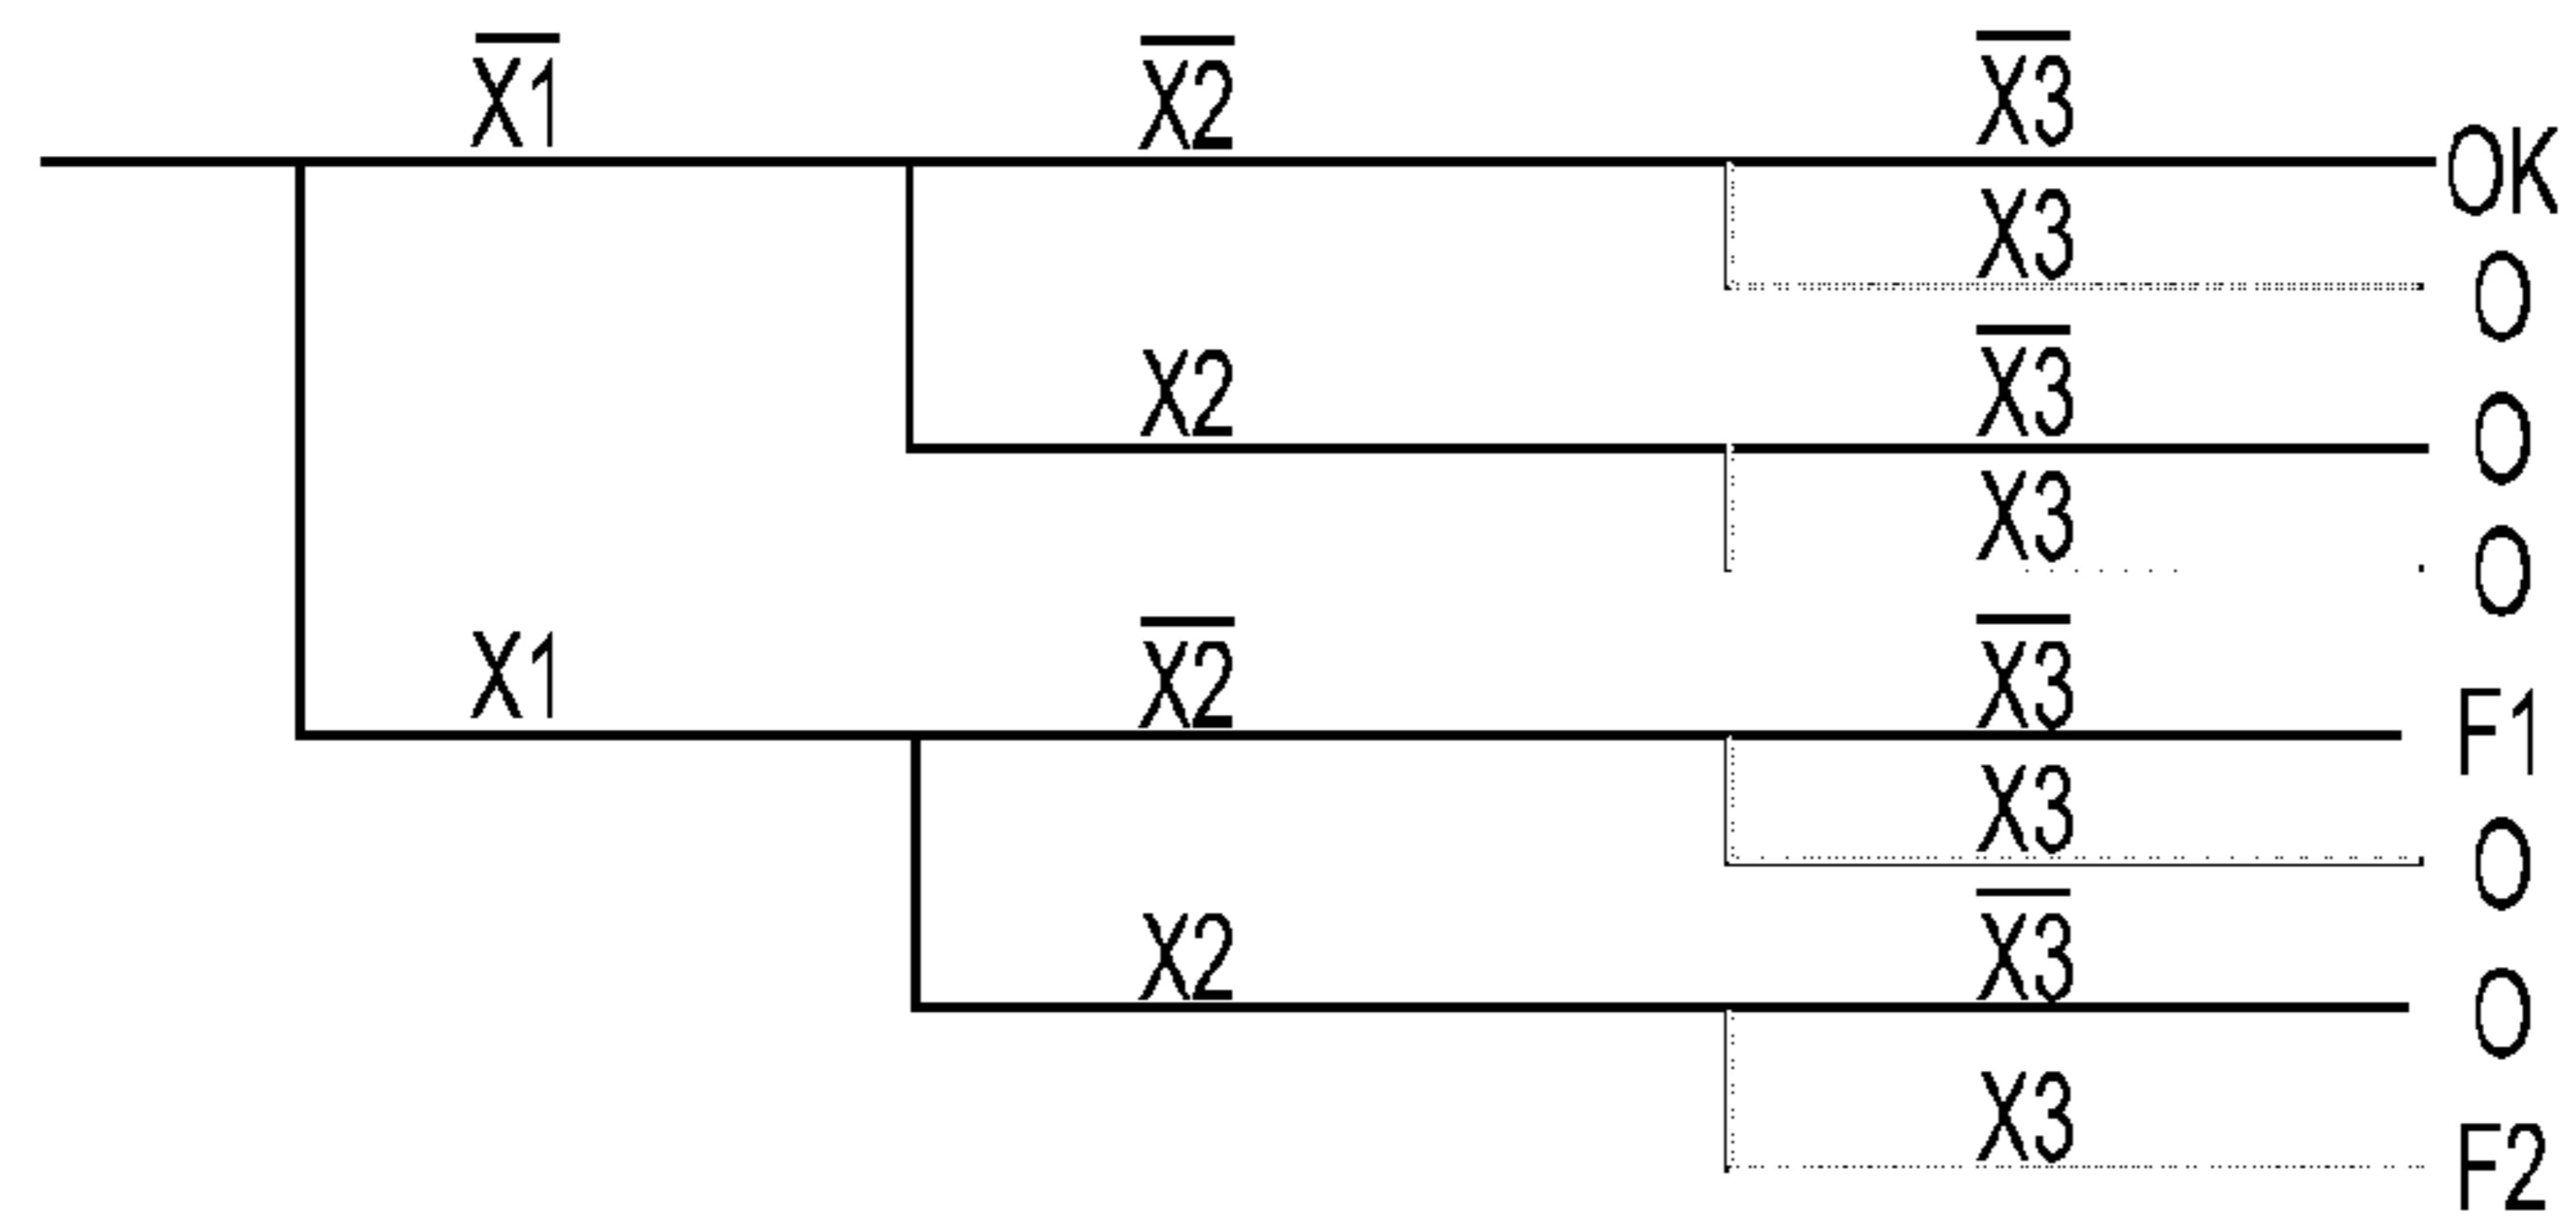 X̅1̅ X̅2̅ X̅3̅ OK
X3 O
X2 X̅3̅ O
X3 O
X1 X̅2̅ X̅3̅ F1
X3 O
X2 X̅3̅ O
X3 F2